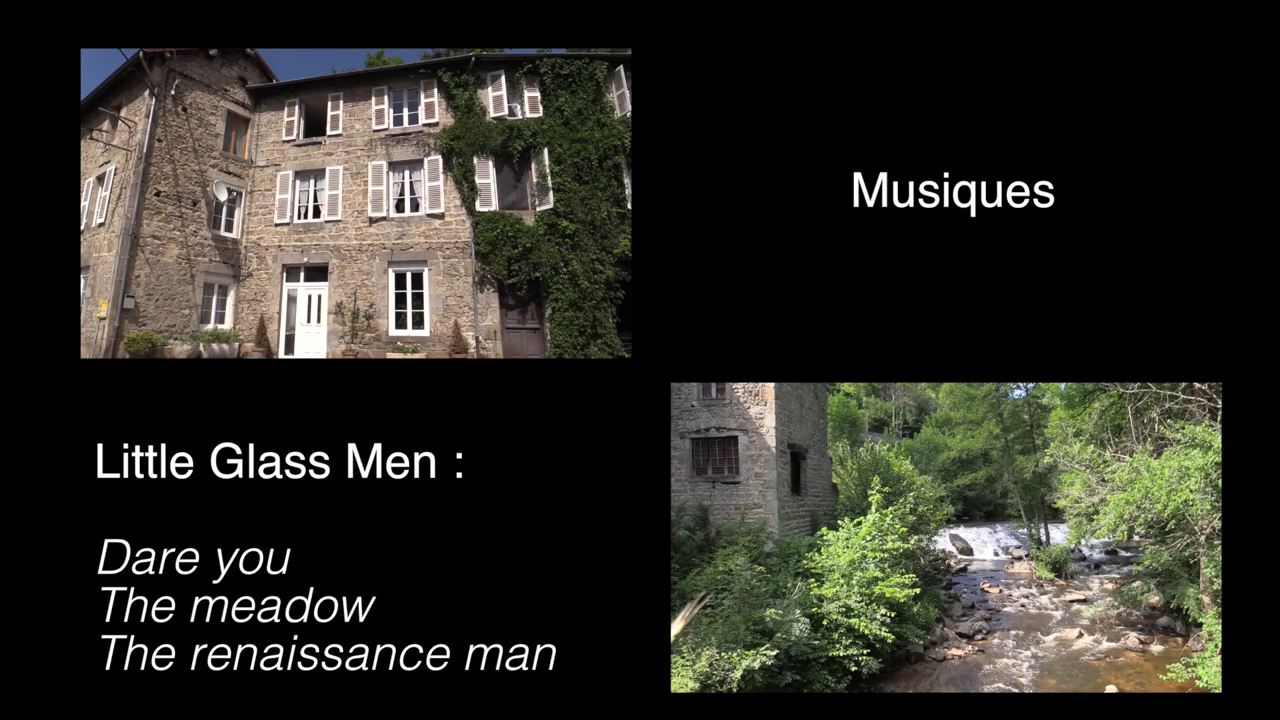 Musiques
Little Glass Men :
Dare you
The meadow
The renaissance man